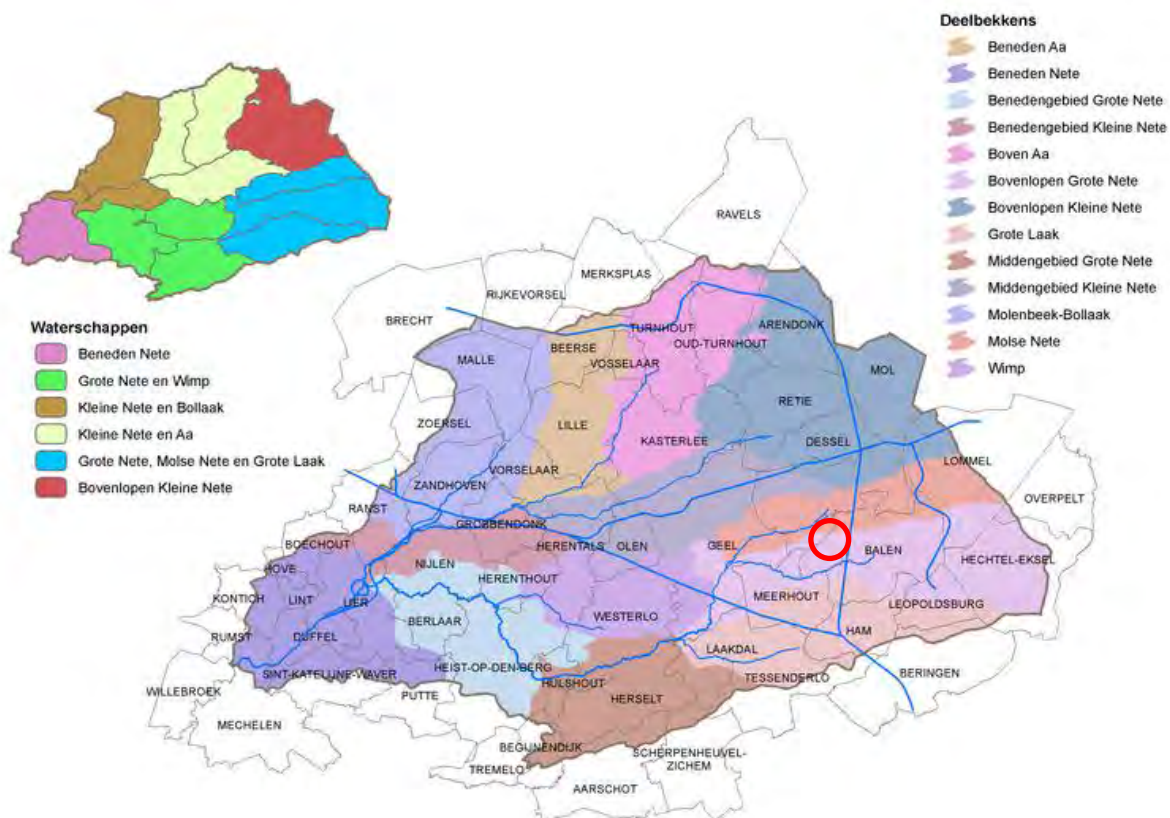 Deelbekkens
Beneden Aa
Beneden Nete
Benedengebied Grote Nete
Benedengebied Kleine Nete
Boven Aa
Bovenlopen Grote Nete
Bovenlopen Kleine Nete
Grote Laak
Middengebied Grote Nete
Middengebied Kleine Nete
Molenbeek-Bollaak
Molse Nete
Wimp
Waterschappen
Beneden Nete
Grote Nete en Wimp
Kleine Nete en Bollaak
Kleine Nete en Aa
Grote Nete, Molse Nete en Grote Laak
Bovenlopen Kleine Nete
RAVELS
MERKSPLAS
RIJKEVORSEL
BRECHT
TURNHOUT
ARENDONK
BEERSE
OUD-TURNHOUT
MALLE
VOSSELAAR
MOL
RETIE
ZOERSEL
LILLE
KASTERLEE
DESSEL
VORSELAAR
LOMMEL
ZANDHOVEN
OVERPELT
RANST
GROBBENDONK
BOECHOUT
HERENTALS
OLEN
GEEL
BALEN
HECHTEL-EKSEL
HOVE
NIJLEN
HERENTHOUT
KONTICH
LINT
LIER
MEERHOUT
LEOPOLDSBURG
BERLAAR
WESTERLO
RUMST
DUFFEL
HAM
LAAKDAL
HEIST-OP-DEN-BERG
SINT-KATELIJNE-WAVER
TESSENDERLO
BERINGEN
WILLEBROEK
PUTTE
HULSHOUT
HERSELT
MECHELEN
BEGIJNENDIJK
SCHERPENHEUVEL-
ZICHEM
TREMELO
AARSCHOT